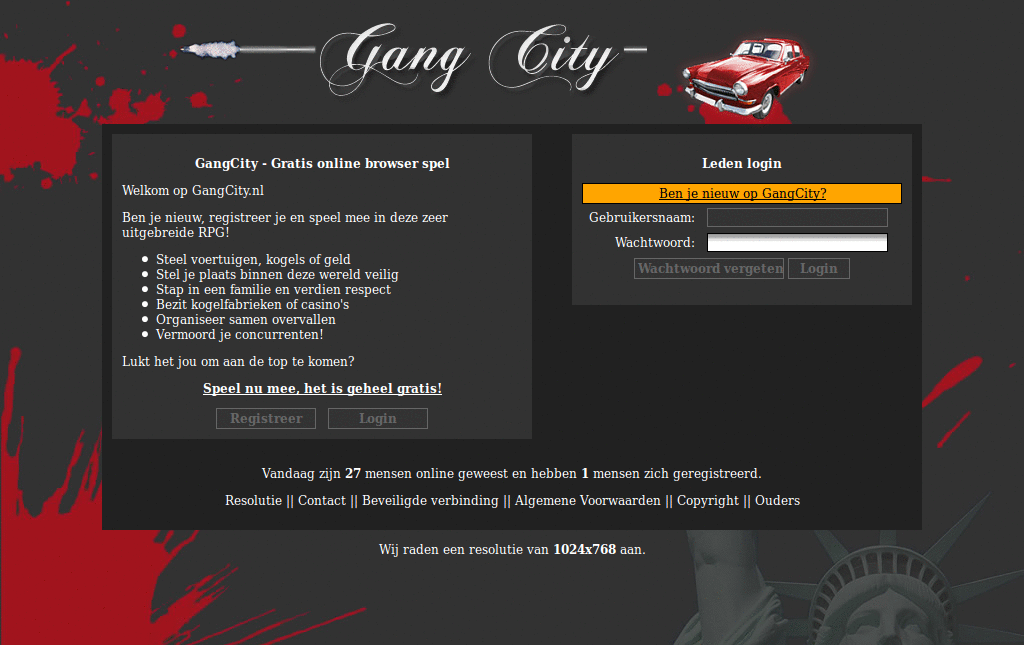 Gang City
GangCity - Gratis online browser spel
Welkom op GangCity.nl
Ben je nieuw, registreer je en speel mee in deze zeer
uitgebreide RPG!
Steel voertuigen, kogels of geld
Stel je plaats binnen deze wereld veilig
Stap in een familie en verdien respect
Bezit kogelfabrieken of casino's
Organiseer samen overvallen
Vermoord je concurrenten!
Lukt het jou om aan de top te komen?
Speel nu mee, het is geheel gratis!
Registreer Login
Leden login
Ben je nieuw op GangCity?
Gebruikersnaam:
Wachtwoord:
Wachtwoord vergeten Login
Vandaag zijn 27 mensen online geweest en hebben 1 mensen zich geregistreerd.
Resolutie || Contact || Beveiligde verbinding || Algemene Voorwaarden || Copyright || Ouders
Wij raden een resolutie van 1024x768 aan.